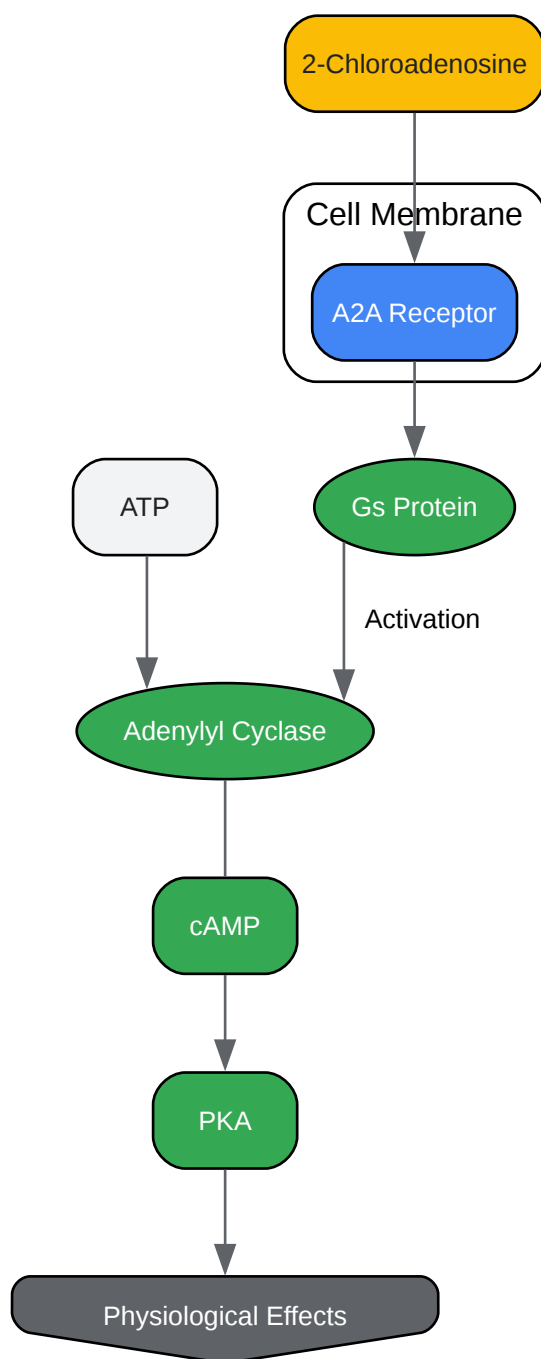 2-Chloroadenosine
Cell Membrane
A2A Receptor
ATP
Gs Protein
Activation
Adenylyl Cyclase
cAMP
PKA
Physiological Effects